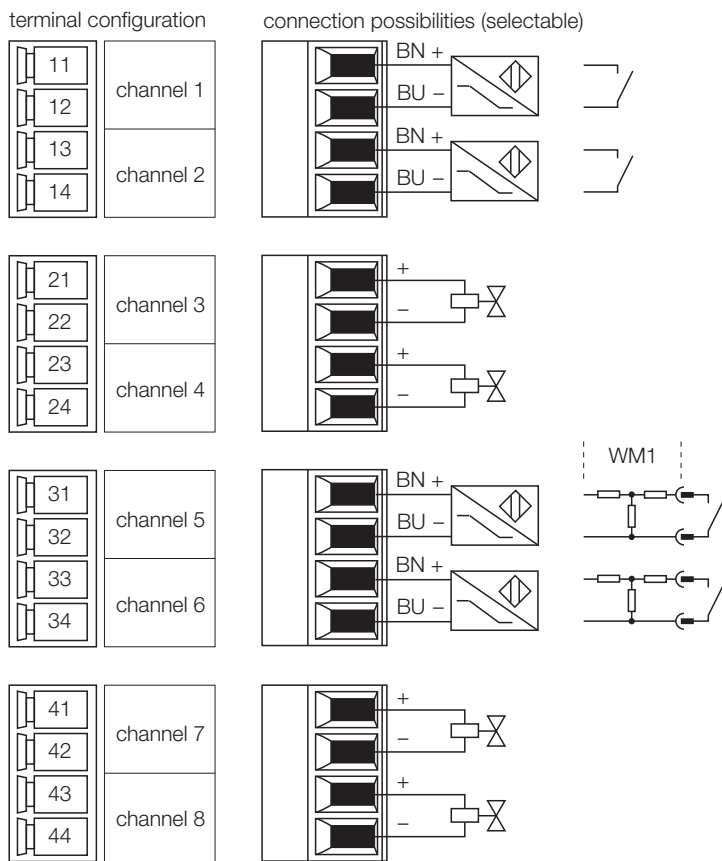 terminal configuration
connection possibilities (selectable)
11
12
13
14
channel 1
channel 2
BN +
BU –
BN +
BU –
21
22
23
24
channel 3
channel 4
+
–
+
–
31
32
33
34
channel 5
channel 6
BN +
BU –
BN +
BU –
WM1
41
42
43
44
channel 7
channel 8
+
–
+
–